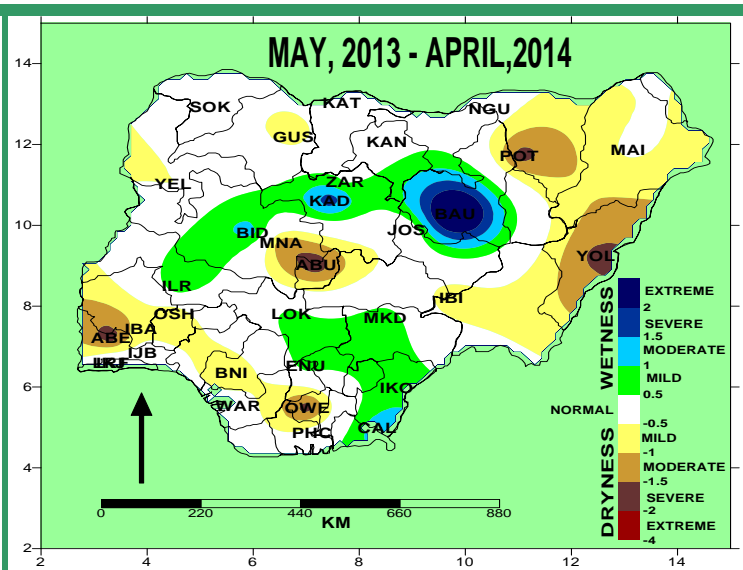 MAY, 2013 - APRIL,2014
14
12
10
8
6
4
2
SOK
KAT
NGU
GUS
KAN
POT
MAI
YEL
ZAR
KAD
BAU
BID
MNA
JOS
ABU
YOL
ILR
IBI
OSH
LOK
MKD
IBA
ABE
IJB
ENU
BNI
IKO
WAR
OWE
CAL
PHC
WETNESS
DRYNESS
EXTREME
2
SEVERE
1.5
MODERATE
1
MILD
0.5
NORMAL
-0.5
MILD
-1
MODERATE
-1.5
SEVERE
-2
EXTREME
-4
0 220 440 660 880
KM
2 4 6 8 10 12 14